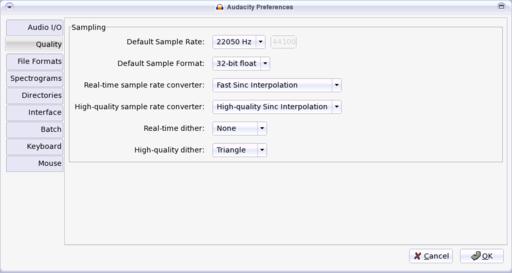 Audacity Preferences
Audio I/O
Quality
File Formats
Spectrograms
Directories
Interface
Batch
Keyboard
Mouse
Sampling
Default Sample Rate: 22050 Hz 44100
Default Sample Format: 32-bit float
Real-time sample rate converter: Fast Sinc Interpolation
High-quality sample rate converter: High-quality Sinc Interpolation
Real-time dither: None
High-quality dither: Triangle
Cancel
OK